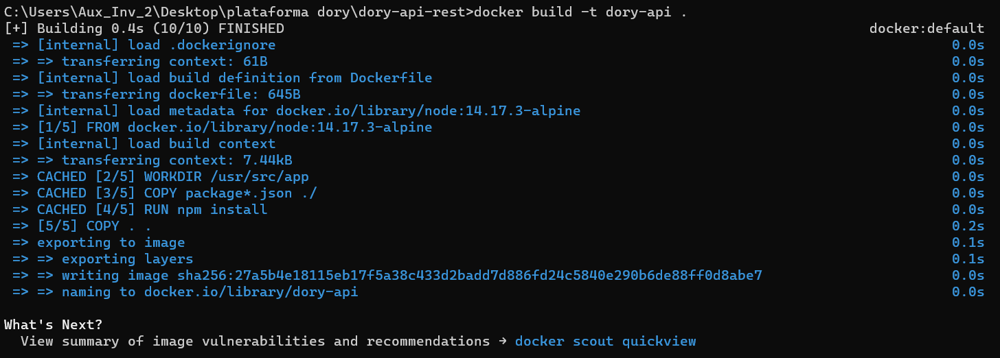 C:\Users\Aux_Inv_2\Desktop\plataforma dory\dory-api-rest>docker build -t dory-api .
[+] Building 0.4s (10/10) FINISHED docker:default
=> [internal] load .dockerignore 0.0s
=> => transferring context: 61B 0.0s
=> [internal] load build definition from Dockerfile 0.0s
=> => transferring dockerfile: 645B 0.0s
=> [internal] load metadata for docker.io/library/node:14.17.3-alpine 0.0s
=> [1/5] FROM docker.io/library/node:14.17.3-alpine 0.0s
=> [internal] load build context 0.0s
=> => transferring context: 7.44kB 0.0s
=> CACHED [2/5] WORKDIR /usr/src/app 0.0s
=> CACHED [3/5] COPY package*.json ./ 0.0s
=> CACHED [4/5] RUN npm install 0.0s
=> [5/5] COPY . . 0.2s
=> exporting to image 0.1s
=> => exporting layers 0.1s
=> => writing image sha256:27a5b4e18115eb17f5a38c433d2badd7d886fd24c5840e290b6de88ff0d8abe7 0.0s
=> => naming to docker.io/library/dory-api 0.0s
What's Next?
View summary of image vulnerabilities and recommendations → docker scout quickview